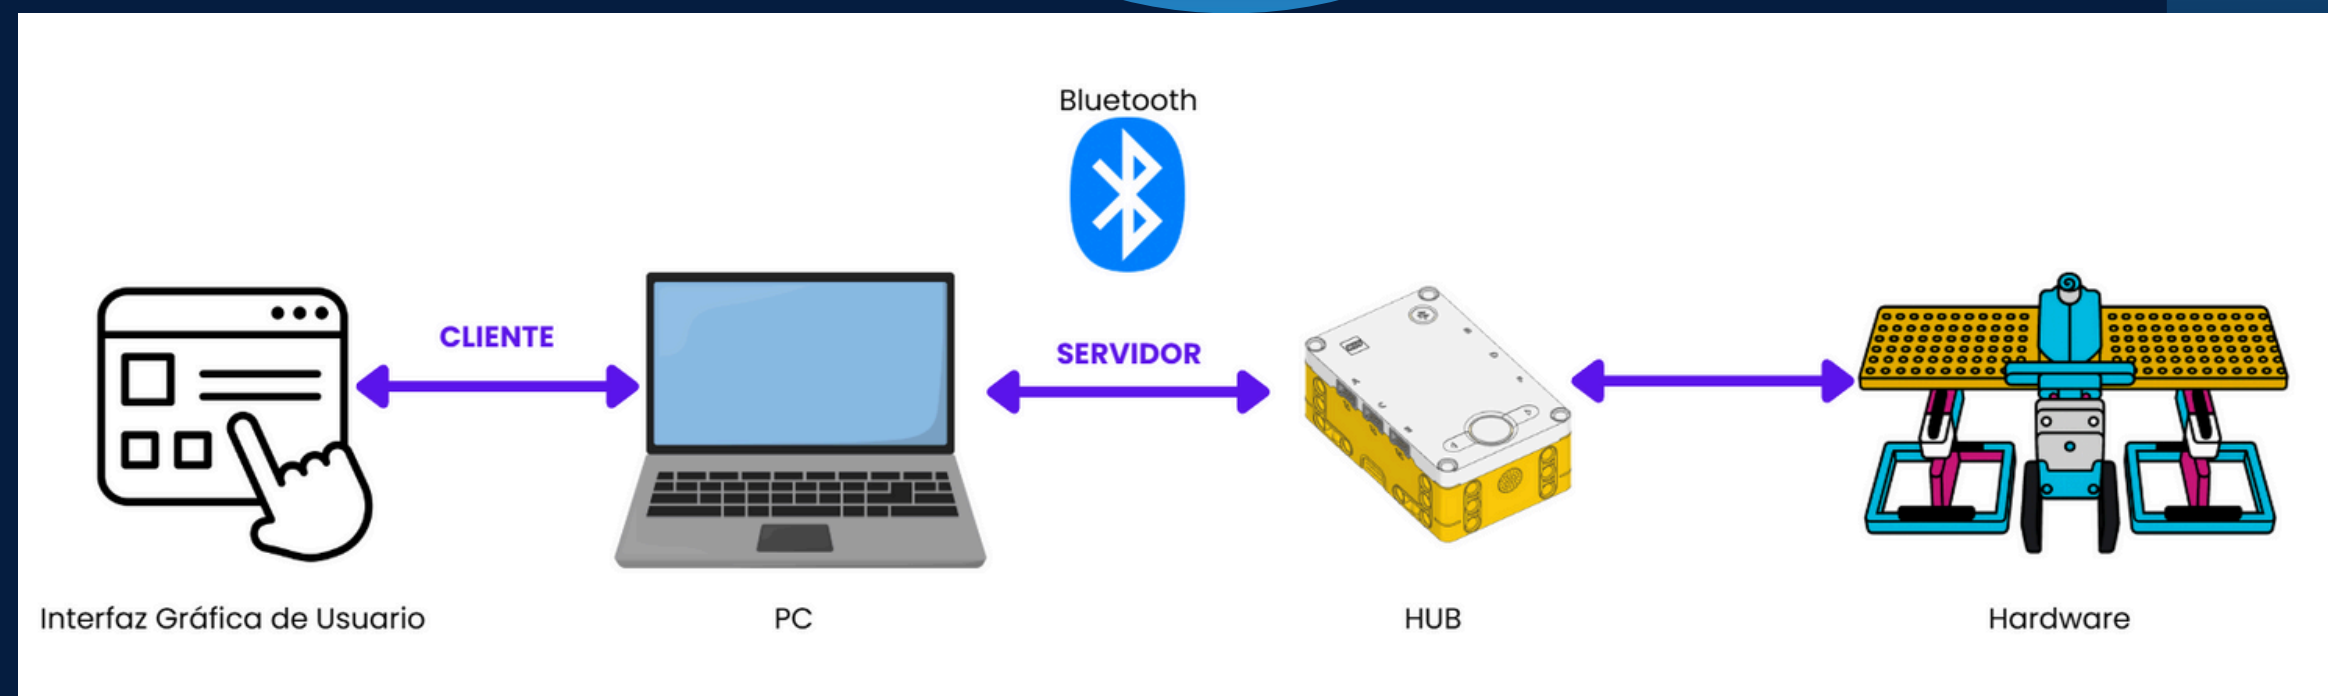 Bluetooth
CLIENTE
SERVIDOR
Interfaz Gráfica de Usuario
PC
HUB
Hardware